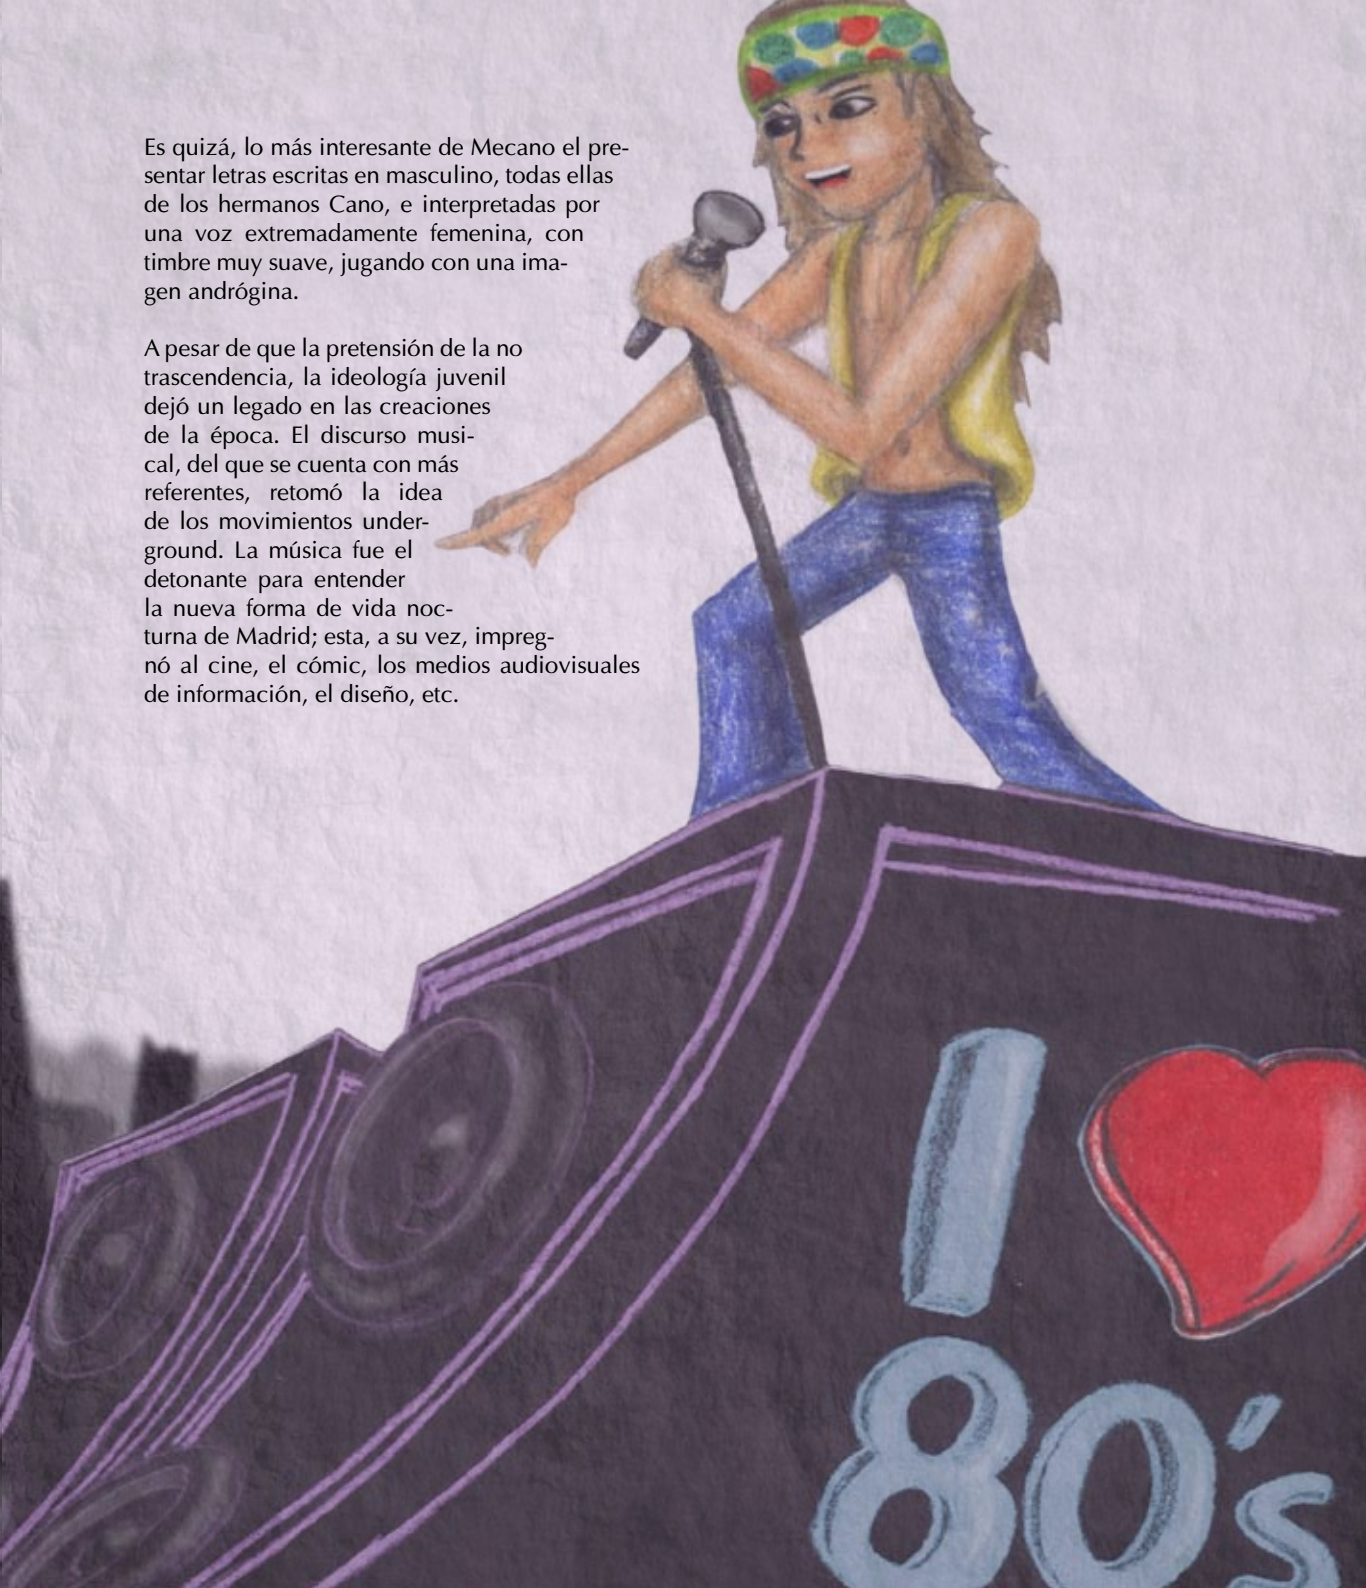 Es quizá, lo más interesante de Mecano el pre-
sentar letras escritas en masculino, todas ellas
de los hermanos Cano, e interpretadas por
una voz extremadamente femenina, con
timbre muy suave, jugando con una ima-
gen andrógina.
A pesar de que la pretensión de la no
trascendencia, la ideología juvenil
dejó un legado en las creaciones
de la época. El discurso musi-
cal, del que se cuenta con más
referentes, retomó la idea
de los movimientos under-
ground. La música fue el
detonante para entender
la nueva forma de vida noc-
turna de Madrid; esta, a su vez, impreg-
nó al cine, el cómic, los medios audiovisuales
de información, el diseño, etc.
I
80's